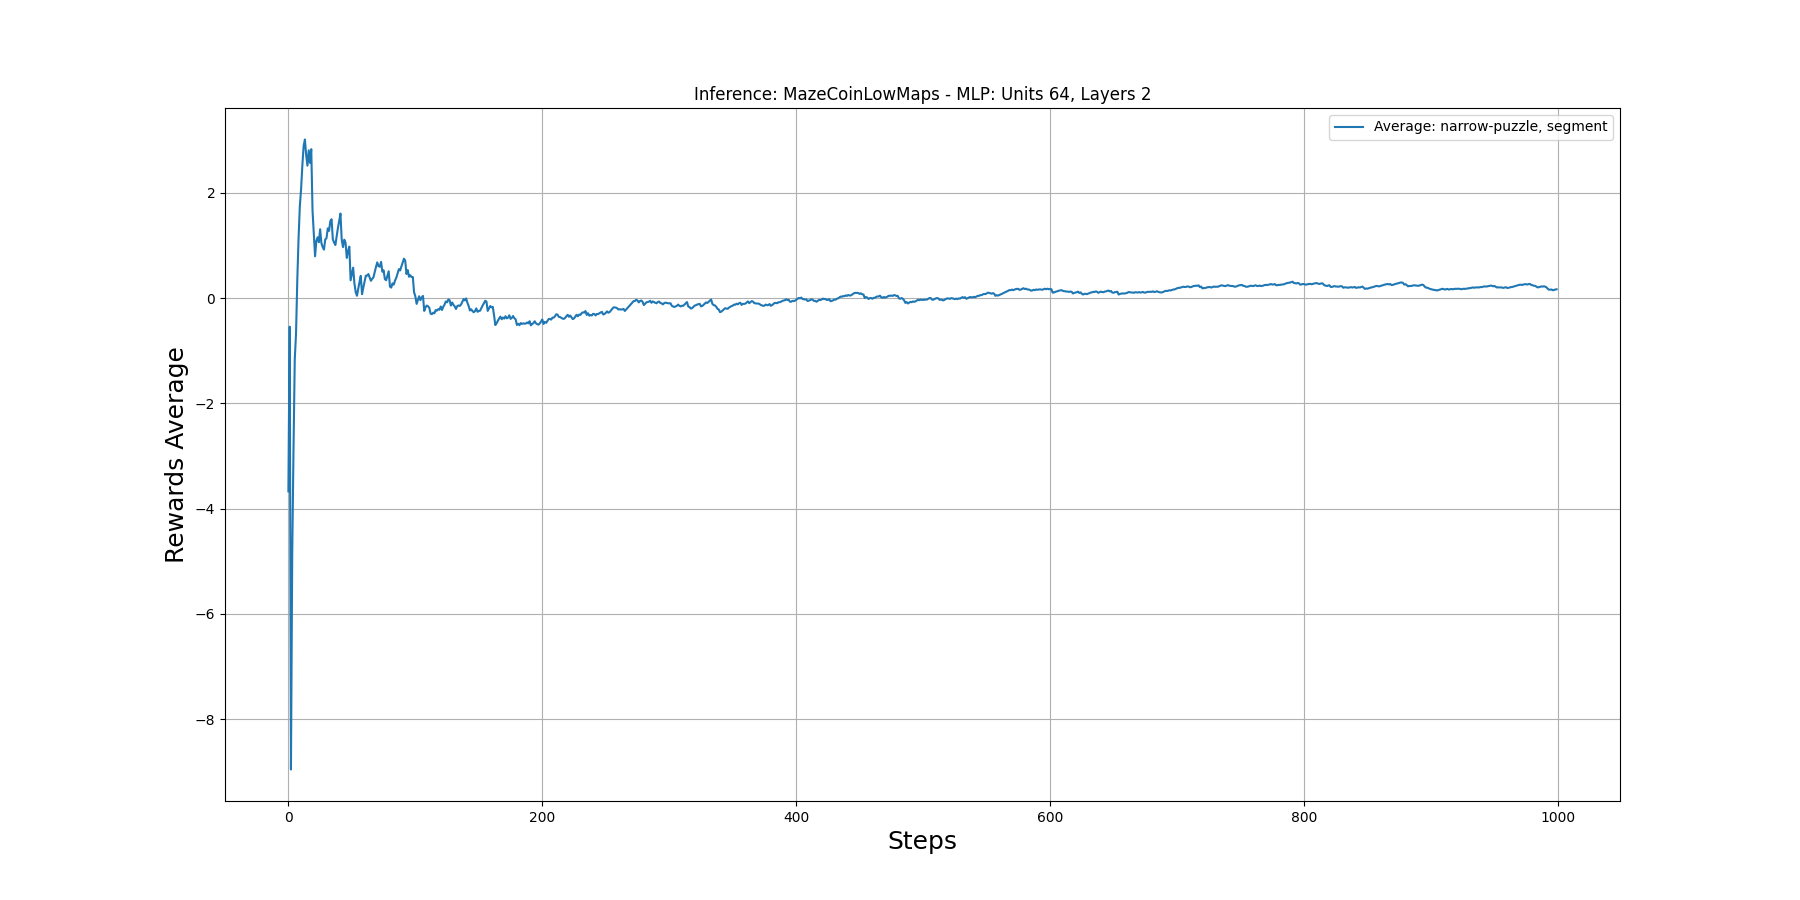 Inference: MazeCoinLowMaps - MLP: Units 64, Layers 2
Average: narrow-puzzle, segment
Rewards Average
2
0
−2
−4
−6
−8
0 200 400 600 800 1000
Steps